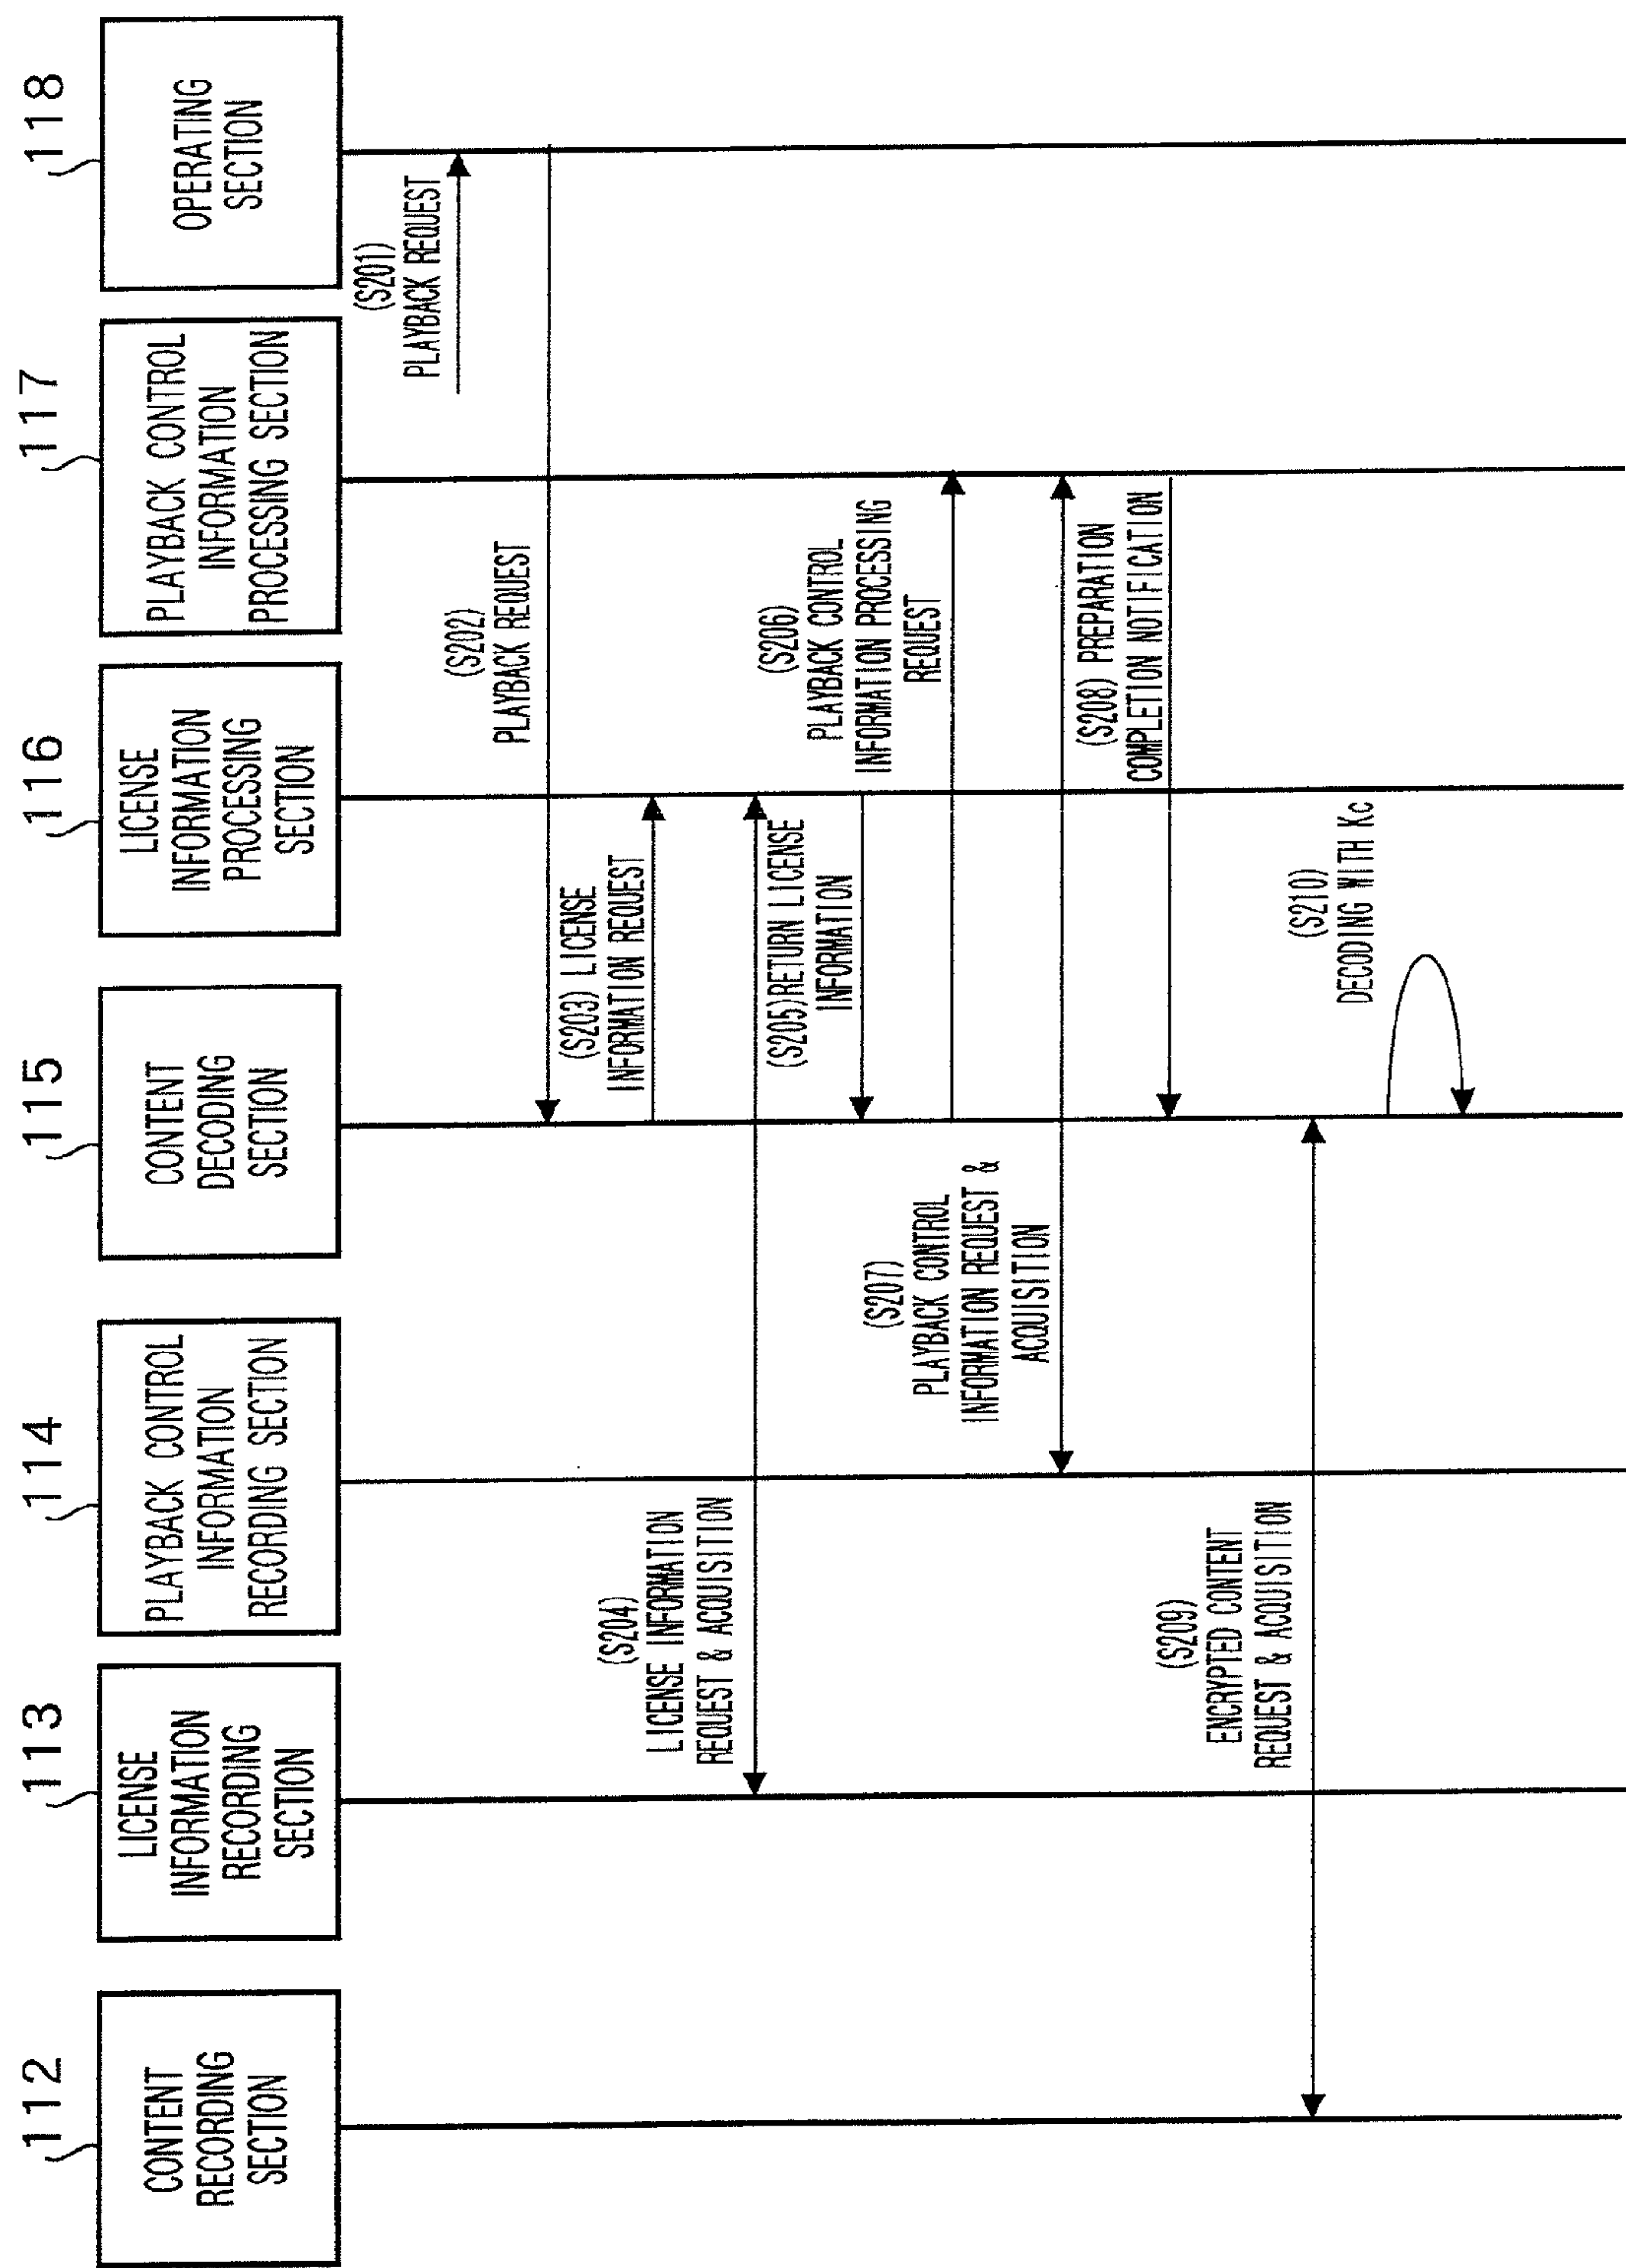 112
113
114
115
116
117
118
CONTENT
RECORDING
SECTION
LICENSE
INFORMATION
RECORDING
SECTION
PLAYBACK CONTROL
INFORMATION
RECORDING SECTION
CONTENT
DECODING
SECTION
LICENSE
INFORMATION
PROCESSING
SECTION
PLAYBACK CONTROL
INFORMATION
PROCESSING SECTION
OPERATING
SECTION
(S201)
PLAYBACK REQUEST
(S202)
PLAYBACK REQUEST
(S203) LICENSE
INFORMATION REQUEST
(S204)
LICENSE INFORMATION
REQUEST & ACQUISITION
(S205)RETURN LICENSE
INFORMATION
(S206)
PLAYBACK CONTROL
INFORMATION PROCESSING
REQUEST
(S207)
PLAYBACK CONTROL
INFORMATION REQUEST &
ACQUISITION
(S208) PREPARATION
COMPLETION NOTIFICATION
(S209)
ENCRYPTED CONTENT
REQUEST & ACQUISITION
(S210)
DECODING WITH Kc